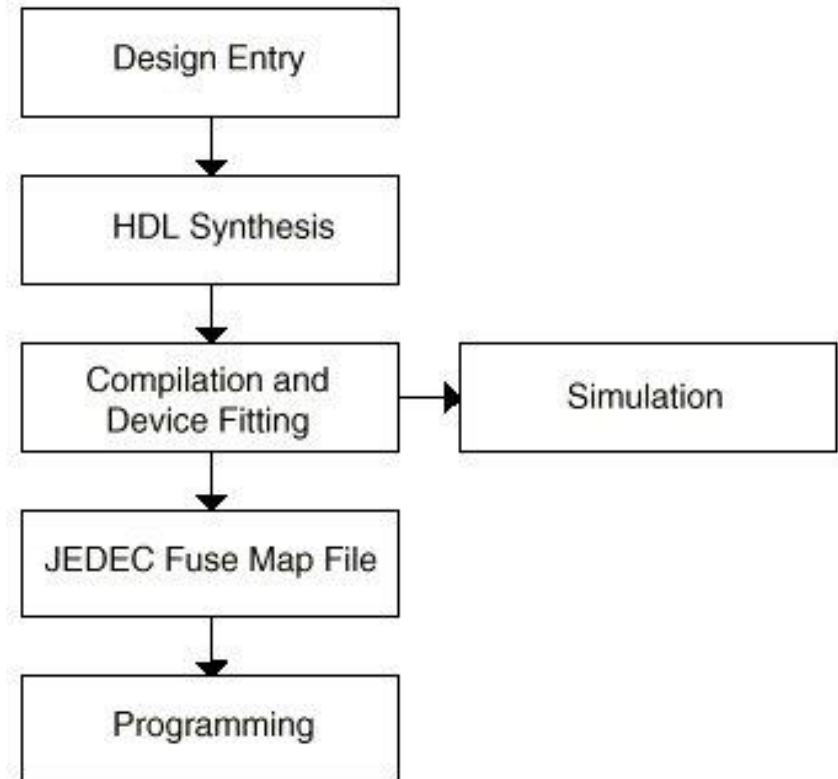 Design Entry
HDL Synthesis
Compilation and
Device Fitting
Simulation
JEDEC Fuse Map File
Programming